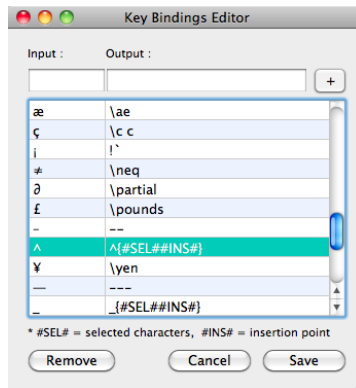 Key Bindings Editor
Input : Output :
+
æ \ae
ç \c c
¡ !`
≠ \neq
∂ \partial
£ \pounds
– --
^ ^{#SEL##INS#}
¥ \yen
— ---
_ _{#SEL##INS#}
* #SEL# = selected characters, #INS# = insertion point
Remove Cancel Save